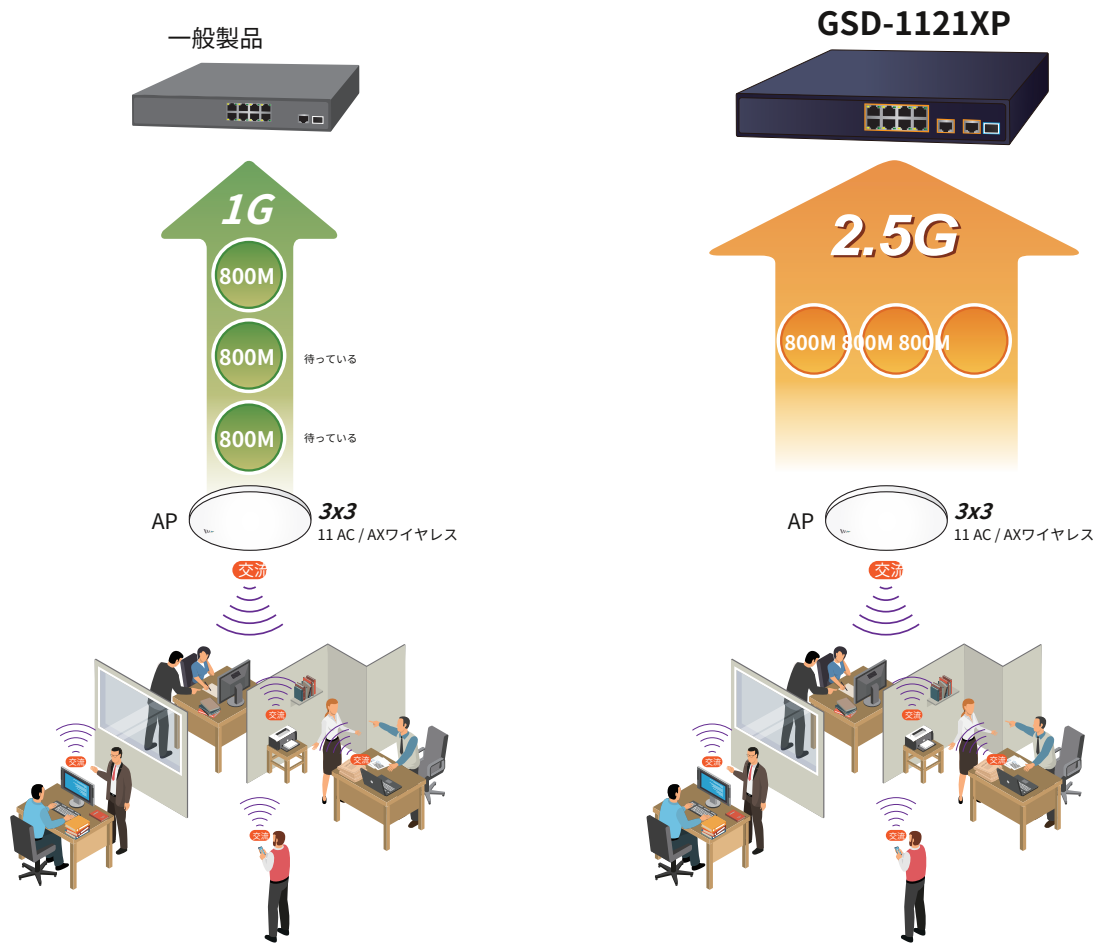 一般製品
1G
800M
800M
待っている
800M
待っている
AP
3x3
11 AC / AXワイヤレス
交流
交流
交流
交流
交流
GSD-1121XP
2.5G
800M 800M 800M
AP
3x3
11 AC / AXワイヤレス
交流
交流
交流
交流
交流